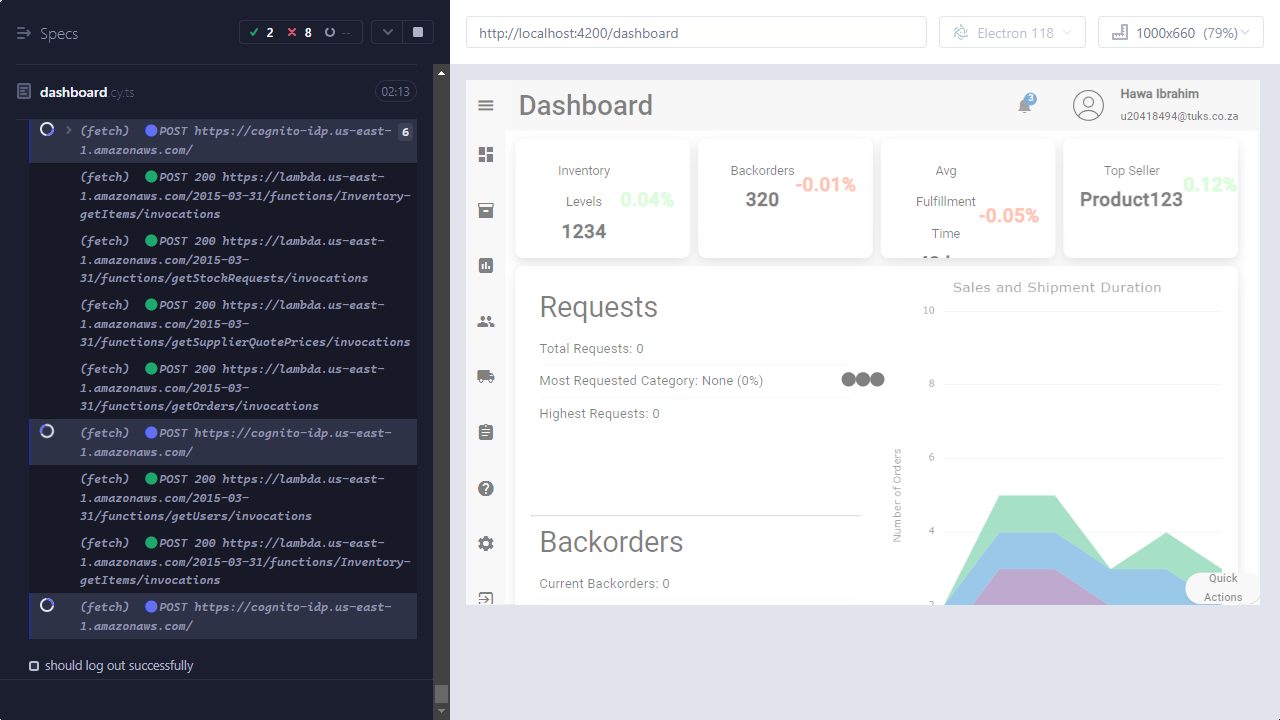 Specs
2
8
--
dashboard.cy.ts
02:13
(fetch) POST https://cognito-idp.us-east-
1.amazonaws.com/
6
(fetch) POST 200 https://lambda.us-east-
1.amazonaws.com/2015-03-31/functions/Inventory-
getItems/invocations
(fetch) POST 200 https://lambda.us-east-
1.amazonaws.com/2015-03-
31/functions/getStockRequests/invocations
(fetch) POST 200 https://lambda.us-east-
1.amazonaws.com/2015-03-
31/functions/getSupplierQuotePrices/invocations
(fetch) POST 200 https://lambda.us-east-
1.amazonaws.com/2015-03-
31/functions/getOrders/invocations
(fetch) POST https://cognito-idp.us-east-
1.amazonaws.com/
(fetch) POST 200 https://lambda.us-east-
1.amazonaws.com/2015-03-
31/functions/getUsers/invocations
(fetch) POST 200 https://lambda.us-east-
1.amazonaws.com/2015-03-31/functions/Inventory-
getItems/invocations
(fetch) POST https://cognito-idp.us-east-
1.amazonaws.com/
should log out successfully
http://localhost:4200/dashboard
Electron 118
1000x660 (79%)
Dashboard
3
Hawa Ibrahim
u20418494@tuks.co.za
Inventory
Levels
0.04%
1234
Backorders
-0.01%
320
Avg
Fulfillment
-0.05%
Time
Top Seller
0.12%
Product123
Requests
Total Requests: 0
Most Requested Category: None (0%)
Highest Requests: 0
Backorders
Current Backorders: 0
Sales and Shipment Duration
10
8
6
4
2
Number of Orders
Quick
Actions